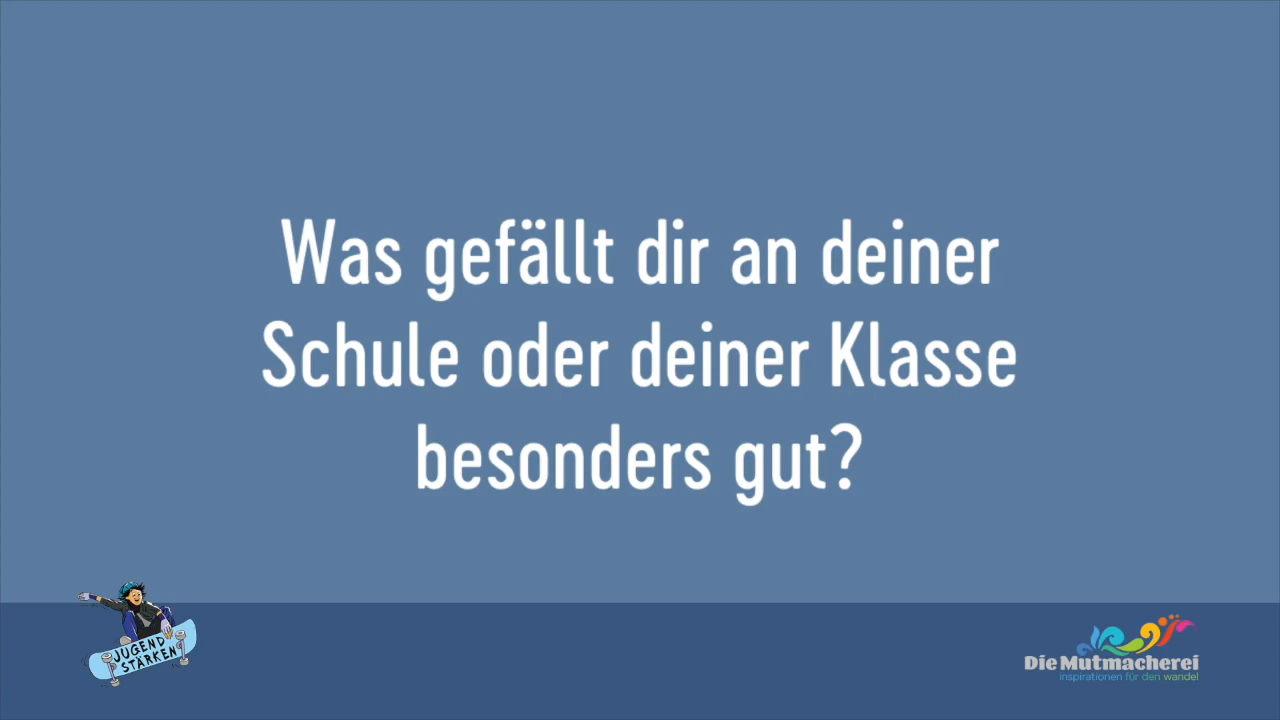 Was gefällt dir an deiner
Schule oder deiner Klasse
besonders gut?
JUGEND
STÄRKEN
Die Mutmacherei
inspirationen für den wandel